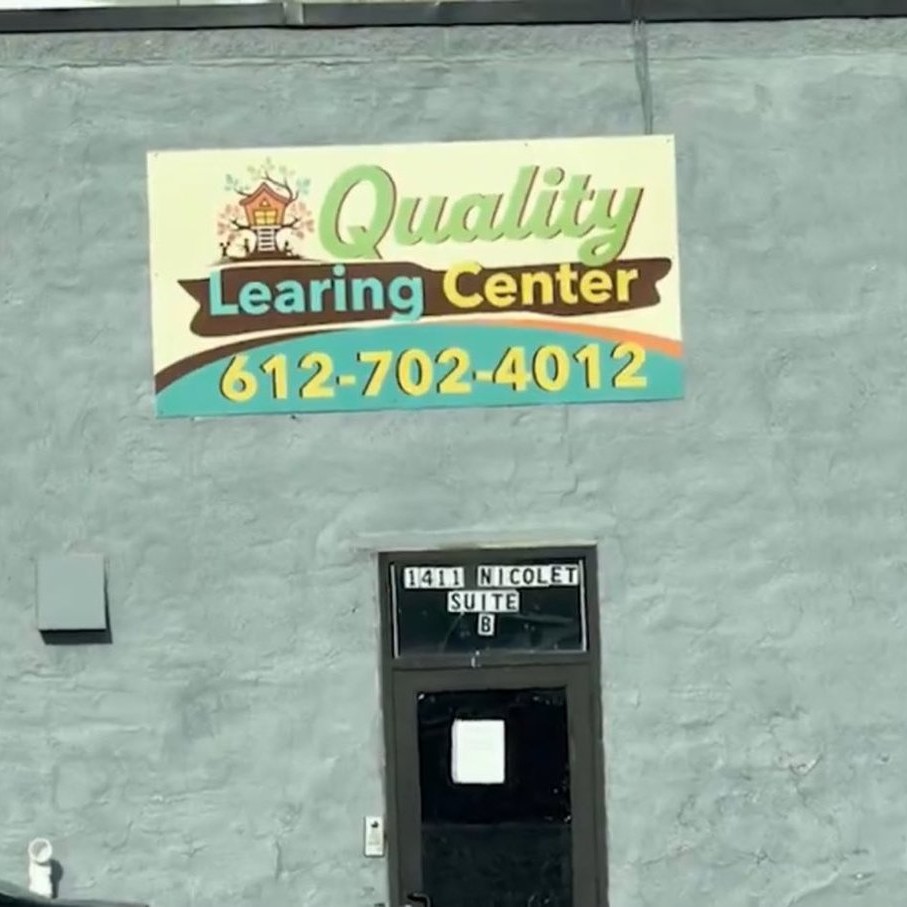 Quality
Learing Center
612-702-4012
1411 NICOLET
SUITE
B